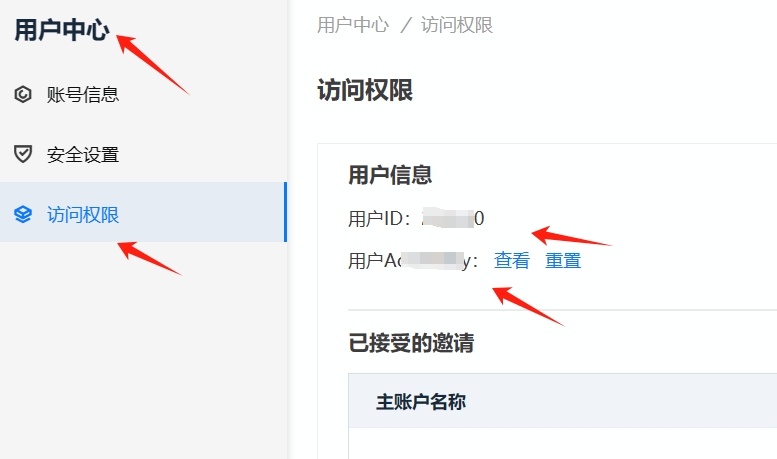 用户中心
账号信息
安全设置
访问权限
用户中心 / 访问权限
访问权限
用户信息
用户ID： 0
用户Ac y： 查看 重置
已接受的邀请
主账户名称